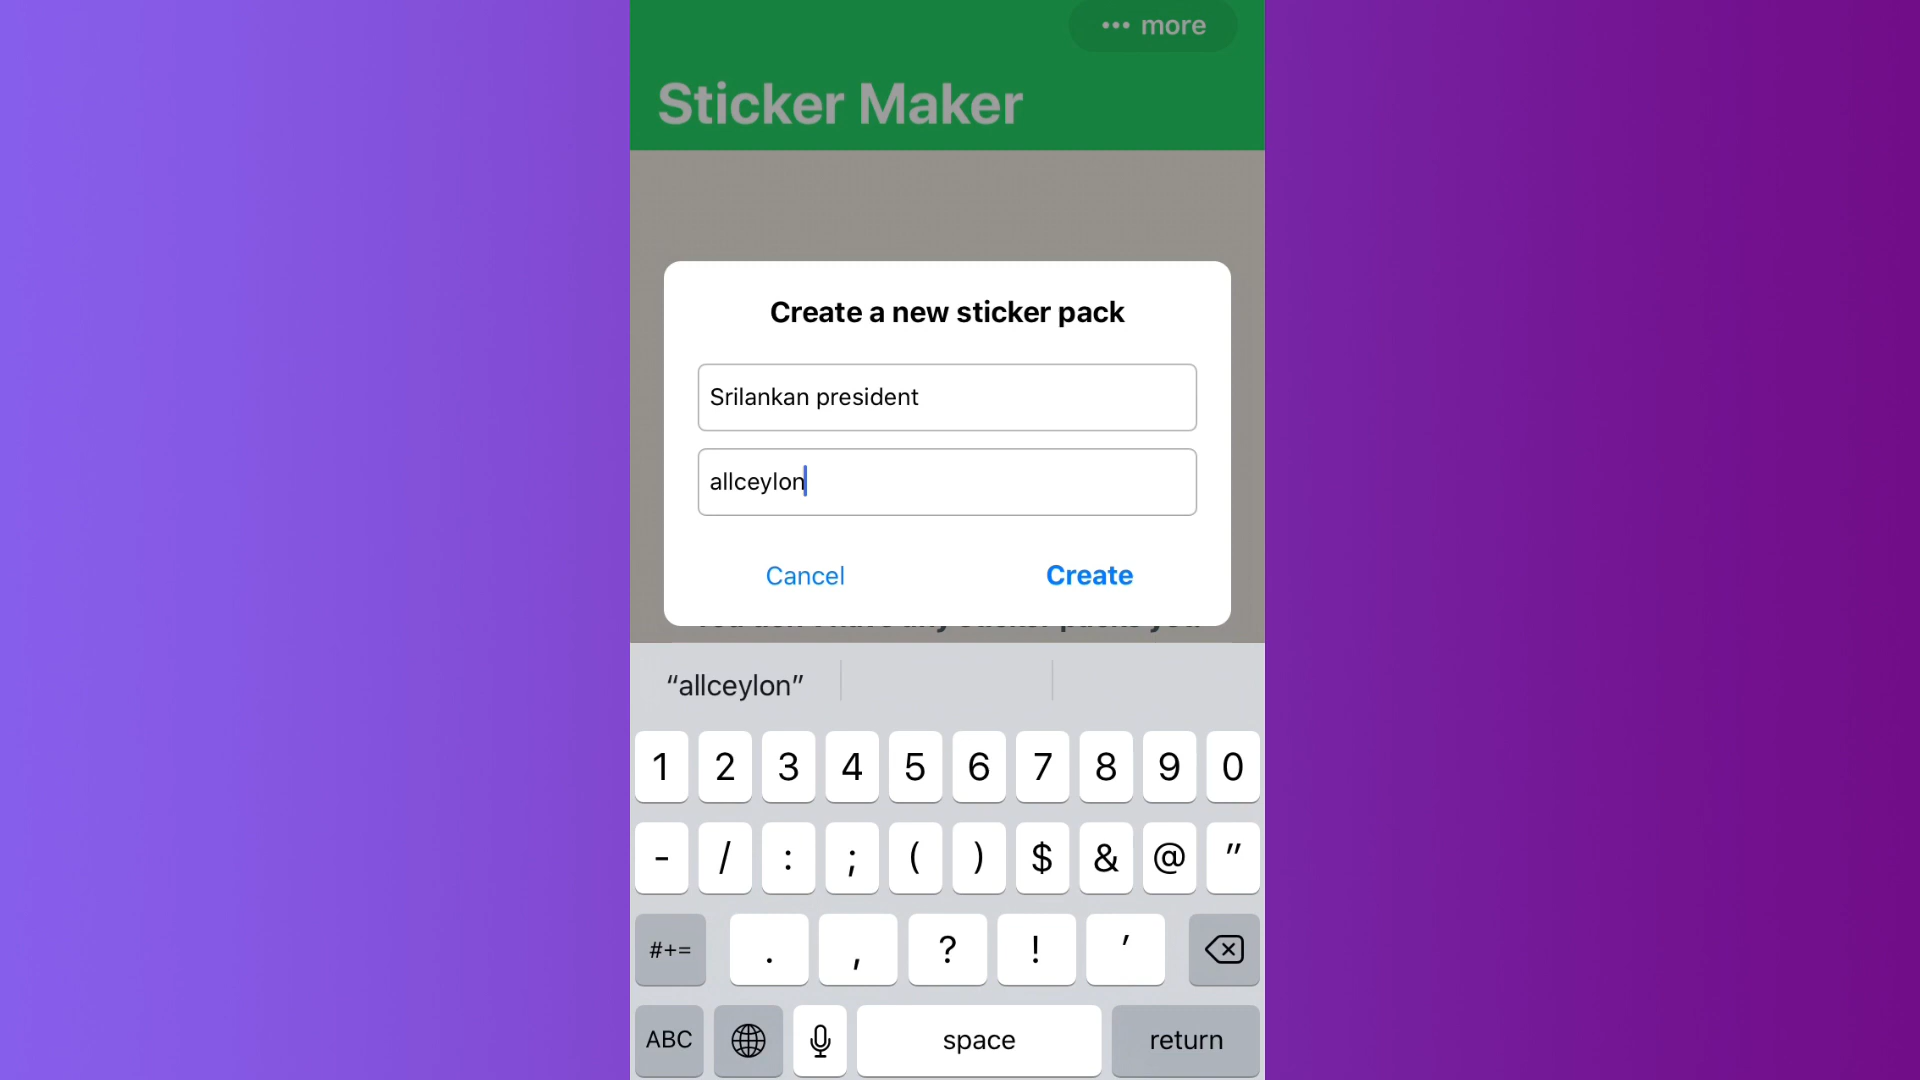 ••• more
Sticker Maker
Create a new sticker pack
Srilankan president
allceylon
Cancel Create
“allceylon”
1 2 3 4 5 6 7 8 9 0
- / : ; ( ) $ & @ ”
#+= . , ? ! ’
ABC space return